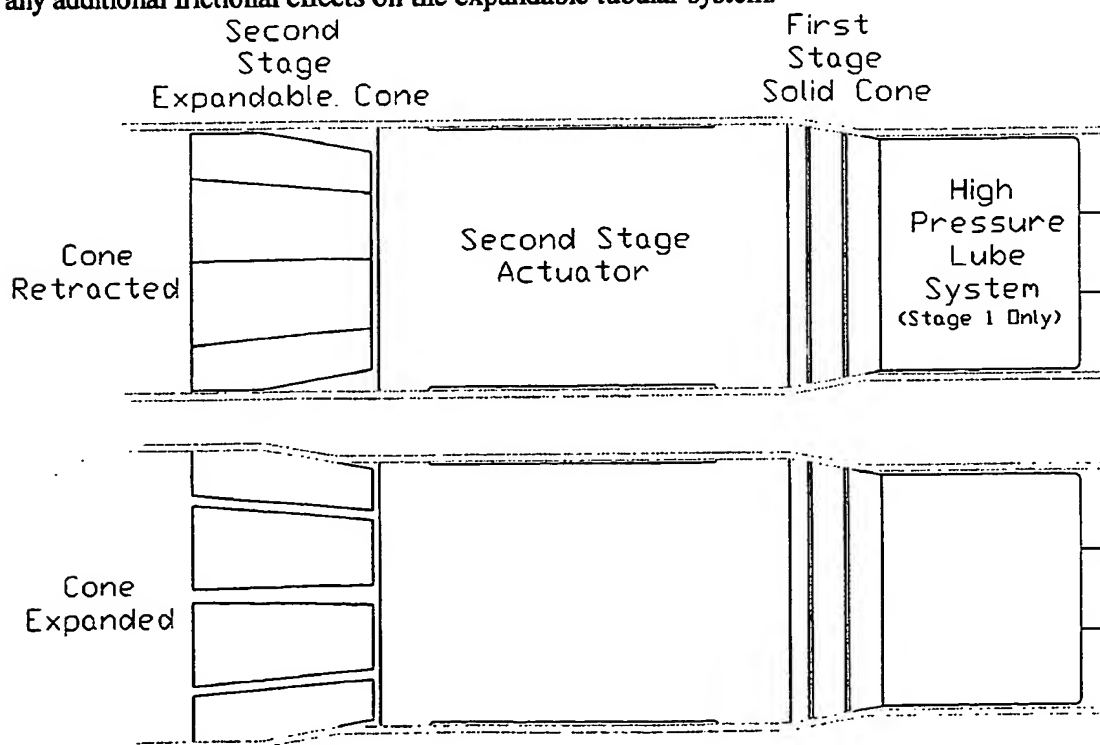 any additional frictional effects on the expandable tubular system.
Second
Stage
Expandable. Cone
First
Stage
Solid Cone
Cone
Retracted
Second Stage
Actuator
High
Pressure
Lube
System
(Stage 1 Only)
Cone
Expanded